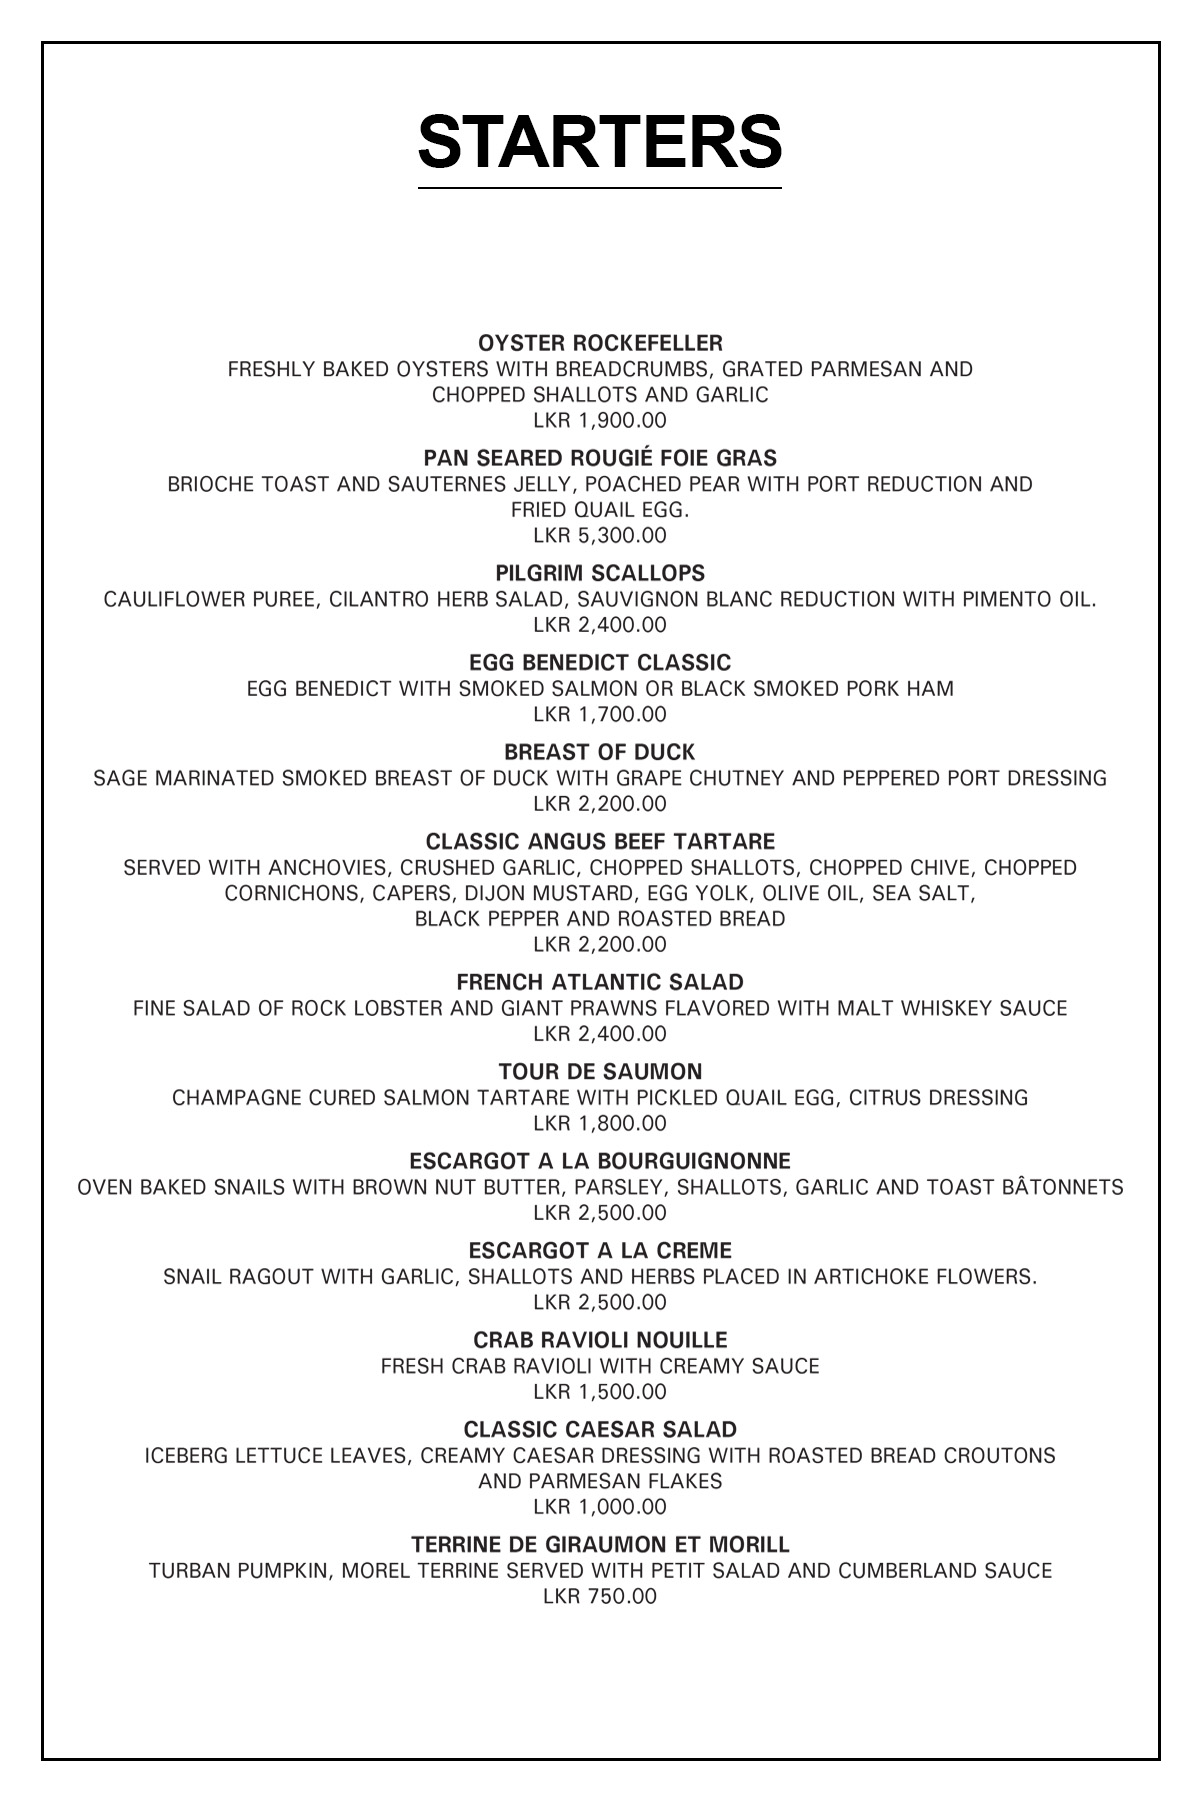 STARTERS
OYSTER ROCKEFELLER
FRESHLY BAKED OYSTERS WITH BREADCRUMBS, GRATED PARMESAN AND
CHOPPED SHALLOTS AND GARLIC
LKR 1,900.00
PAN SEARED ROUGIÉ FOIE GRAS
BRIOCHE TOAST AND SAUTERNES JELLY, POACHED PEAR WITH PORT REDUCTION AND
FRIED QUAIL EGG.
LKR 5,300.00
PILGRIM SCALLOPS
CAULIFLOWER PUREE, CILANTRO HERB SALAD, SAUVIGNON BLANC REDUCTION WITH PIMENTO OIL.
LKR 2,400.00
EGG BENEDICT CLASSIC
EGG BENEDICT WITH SMOKED SALMON OR BLACK SMOKED PORK HAM
LKR 1,700.00
BREAST OF DUCK
SAGE MARINATED SMOKED BREAST OF DUCK WITH GRAPE CHUTNEY AND PEPPERED PORT DRESSING
LKR 2,200.00
CLASSIC ANGUS BEEF TARTARE
SERVED WITH ANCHOVIES, CRUSHED GARLIC, CHOPPED SHALLOTS, CHOPPED CHIVE, CHOPPED
CORNICHONS, CAPERS, DIJON MUSTARD, EGG YOLK, OLIVE OIL, SEA SALT,
BLACK PEPPER AND ROASTED BREAD
LKR 2,200.00
FRENCH ATLANTIC SALAD
FINE SALAD OF ROCK LOBSTER AND GIANT PRAWNS FLAVORED WITH MALT WHISKEY SAUCE
LKR 2,400.00
TOUR DE SAUMON
CHAMPAGNE CURED SALMON TARTARE WITH PICKLED QUAIL EGG, CITRUS DRESSING
LKR 1,800.00
ESCARGOT A LA BOURGUIGNONNE
OVEN BAKED SNAILS WITH BROWN NUT BUTTER, PARSLEY, SHALLOTS, GARLIC AND TOAST BÂTONNETS
LKR 2,500.00
ESCARGOT A LA CREME
SNAIL RAGOUT WITH GARLIC, SHALLOTS AND HERBS PLACED IN ARTICHOKE FLOWERS.
LKR 2,500.00
CRAB RAVIOLI NOUILLE
FRESH CRAB RAVIOLI WITH CREAMY SAUCE
LKR 1,500.00
CLASSIC CAESAR SALAD
ICEBERG LETTUCE LEAVES, CREAMY CAESAR DRESSING WITH ROASTED BREAD CROUTONS
AND PARMESAN FLAKES
LKR 1,000.00
TERRINE DE GIRAUMON ET MORILL
TURBAN PUMPKIN, MOREL TERRINE SERVED WITH PETIT SALAD AND CUMBERLAND SAUCE
LKR 750.00